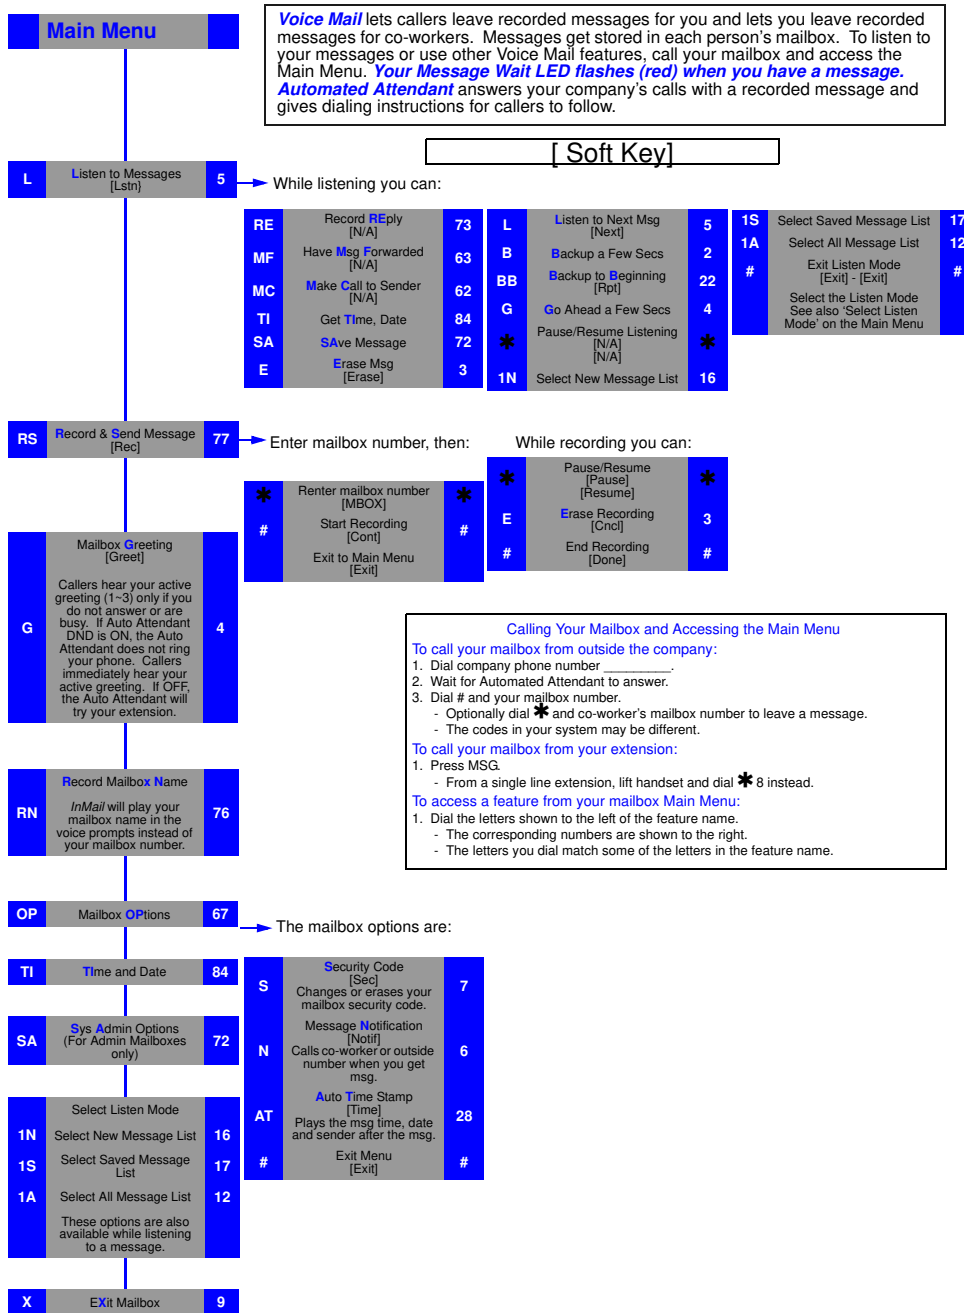 Main Menu
Voice Mail lets callers leave recorded messages for you and lets you leave recorded
messages for co-workers. Messages get stored in each person's mailbox. To listen to
your messages or use other Voice Mail features, call your mailbox and access the
Main Menu. Your Message Wait LED flashes (red) when you have a message.
Automated Attendant answers your company's calls with a recorded message and
gives dialing instructions for callers to follow.
[ Soft Key]
L Listen to Messages 5
[Lstn}
While listening you can:
RE Record REply 73
[N/A]
MF Have Msg Forwarded 63
[N/A]
MC Make Call to Sender 62
[N/A]
TI Get TIme, Date 84
SA SAve Message 72
E Erase Msg 3
[Erase]
L Listen to Next Msg 5
[Next]
B Backup a Few Secs 2
BB Backup to Beginning 22
[Rpt]
G Go Ahead a Few Secs 4
✱ Pause/Resume Listening ✱
[N/A]
[N/A]
1N Select New Message List 16
1S Select Saved Message List 17
1A Select All Message List 12
# Exit Listen Mode #
[Exit] - [Exit]
Select the Listen Mode
See also 'Select Listen
Mode' on the Main Menu
RS Record & Send Message 77
[Rec]
Enter mailbox number, then:
✱ Renter mailbox number ✱
[MBOX]
# Start Recording #
[Cont]
Exit to Main Menu
[Exit]
While recording you can:
✱ Pause/Resume ✱
[Pause]
[Resume]
E Erase Recording 3
[Cncl]
# End Recording #
[Done]
Mailbox Greeting
[Greet]
Callers hear your active
greeting (1~3) only if you
do not answer or are
busy. If Auto Attendant
G DND is ON, the Auto 4
Attendant does not ring
your phone. Callers
immediately hear your
active greeting. If OFF,
the Auto Attendant will
try your extension.
Calling Your Mailbox and Accessing the Main Menu
To call your mailbox from outside the company:
1. Dial company phone number _________.
2. Wait for Automated Attendant to answer.
3. Dial # and your mailbox number.
- Optionally dial ✱ and co-worker's mailbox number to leave a message.
- The codes in your system may be different.
To call your mailbox from your extension:
1. Press MSG.
- From a single line extension, lift handset and dial ✱ 8 instead.
To access a feature from your mailbox Main Menu:
1. Dial the letters shown to the left of the feature name.
- The corresponding numbers are shown to the right.
- The letters you dial match some of the letters in the feature name.
Record Mailbox Name
RN InMail will play your 76
mailbox name in the
voice prompts instead of
your mailbox number.
OP Mailbox OPtions 67
The mailbox options are:
S Security Code 7
[Sec]
Changes or erases your
mailbox security code.
Message Notification
[Notif]
N Calls co-worker or outside 6
number when you get
msg.
AT Auto Time Stamp 28
[Time]
Plays the msg time, date
and sender after the msg.
# Exit Menu #
[Exit]
TI TIme and Date 84
SA Sys Admin Options 72
(For Admin Mailboxes
only)
Select Listen Mode
1N Select New Message List 16
1S Select Saved Message 17
List
1A Select All Message List 12
These options are also
available while listening
to a message.
X EXit Mailbox 9